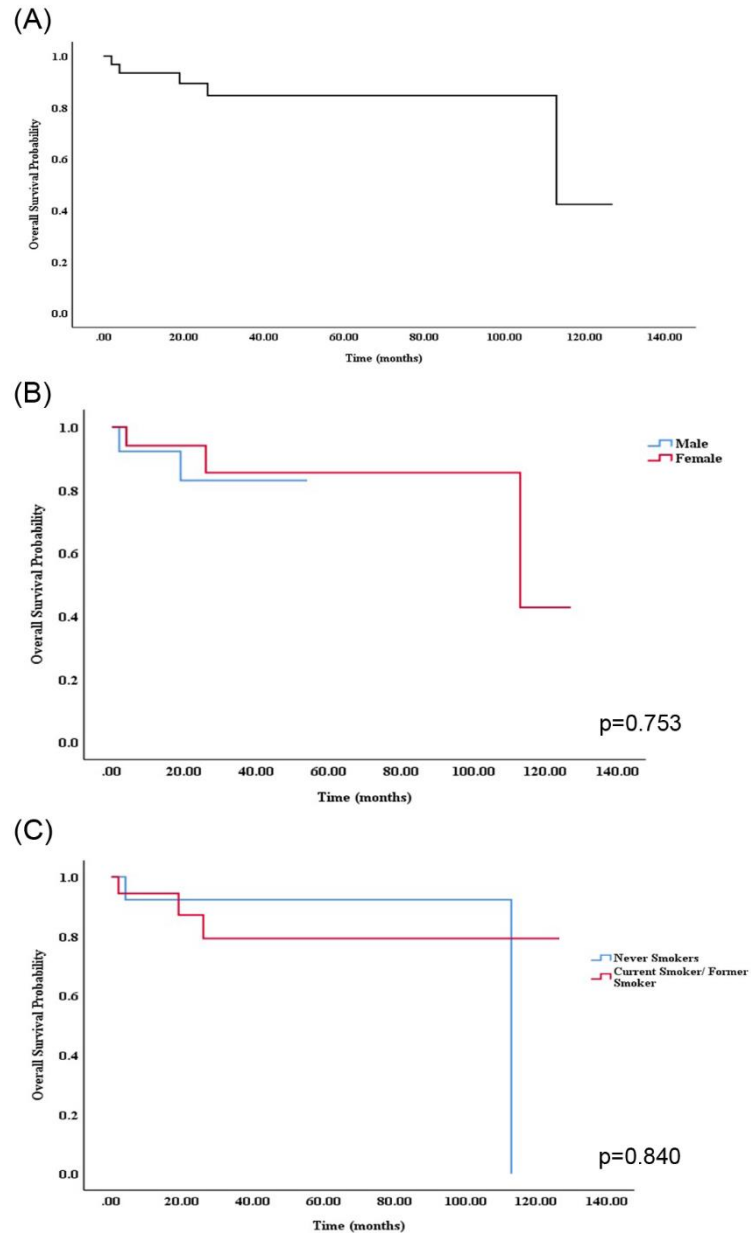 (A)
Overall Survival Probability
1.0
0.8
0.6
0.4
0.2
0.0
.00 20.00 40.00 60.00 80.00 100.00 120.00 140.00
Time (months)
(B)
Overall Survival Probability
1.0
0.8
0.6
0.4
0.2
0.0
Male
Female
p=0.753
.00 20.00 40.00 60.00 80.00 100.00 120.00 140.00
Time (months)
(C)
Overall Survival Probability
1.0
0.8
0.6
0.4
0.2
0.0
Never Smokers
Current Smoker/ Former
Smoker
p=0.840
.00 20.00 40.00 60.00 80.00 100.00 120.00 140.00
Time (months)